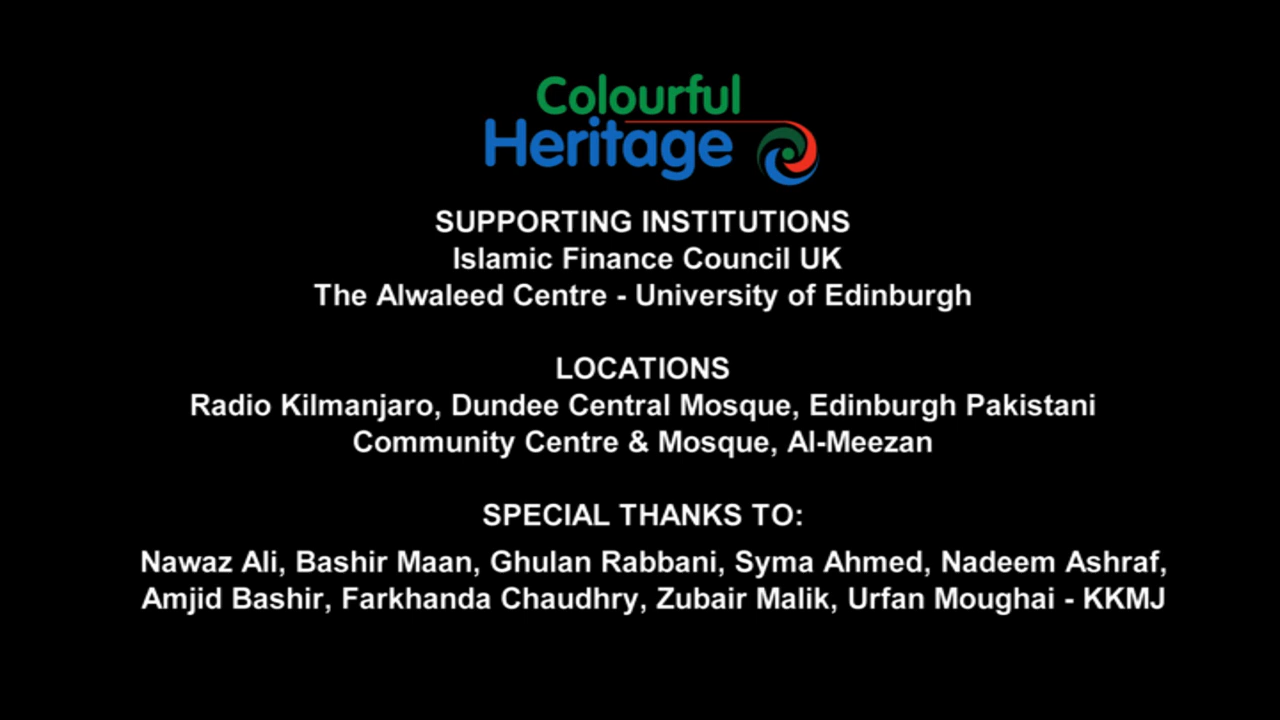 Colourful
Heritage
SUPPORTING INSTITUTIONS
Islamic Finance Council UK
The Alwaleed Centre - University of Edinburgh
LOCATIONS
Radio Kilmanjaro, Dundee Central Mosque, Edinburgh Pakistani
Community Centre & Mosque, Al-Meezan
SPECIAL THANKS TO:
Nawaz Ali, Bashir Maan, Ghulan Rabbani, Syma Ahmed, Nadeem Ashraf,
Amjid Bashir, Farkhanda Chaudhry, Zubair Malik, Urfan Moughai - KKMJ